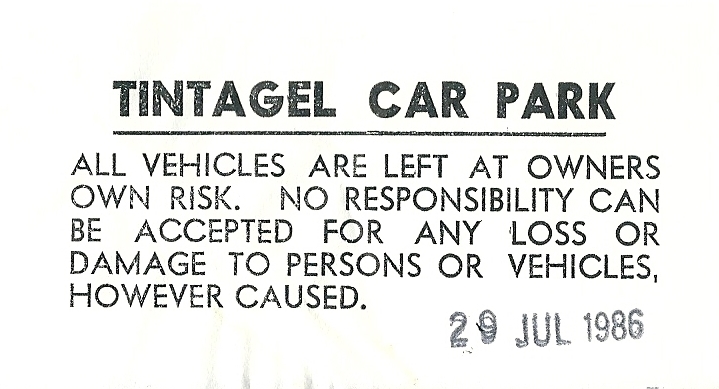 TINTAGEL CAR PARK
ALL VEHICLES ARE LEFT AT OWNERS
OWN RISK. NO RESPONSIBILITY CAN
BE ACCEPTED FOR ANY LOSS OR
DAMAGE TO PERSONS OR VEHICLES,
HOWEVER CAUSED.
29 JUL 1986